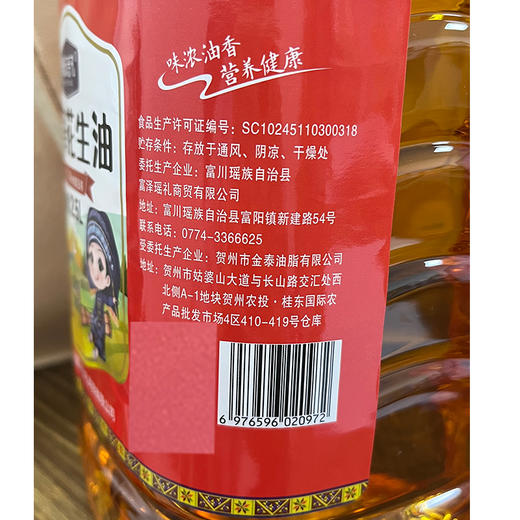 味浓油香
营养健康
食品生产许可证编号：SC10245110300318
贮存条件：存放于通风、阴凉、干燥处
委托生产企业：富川瑶族自治县
富泽瑶礼商贸有限公司
地址：富川瑶族自治县富阳镇新建路54号
联系电话：0774-3366625
受委托生产企业：贺州市金泰油脂有限公司
地址：贺州市姑婆山大道与长山路交汇处西
北侧A-1地块贺州农投·桂东国际农
产品批发市场4区410-419号仓库
6 976596 020972
花生油
5L